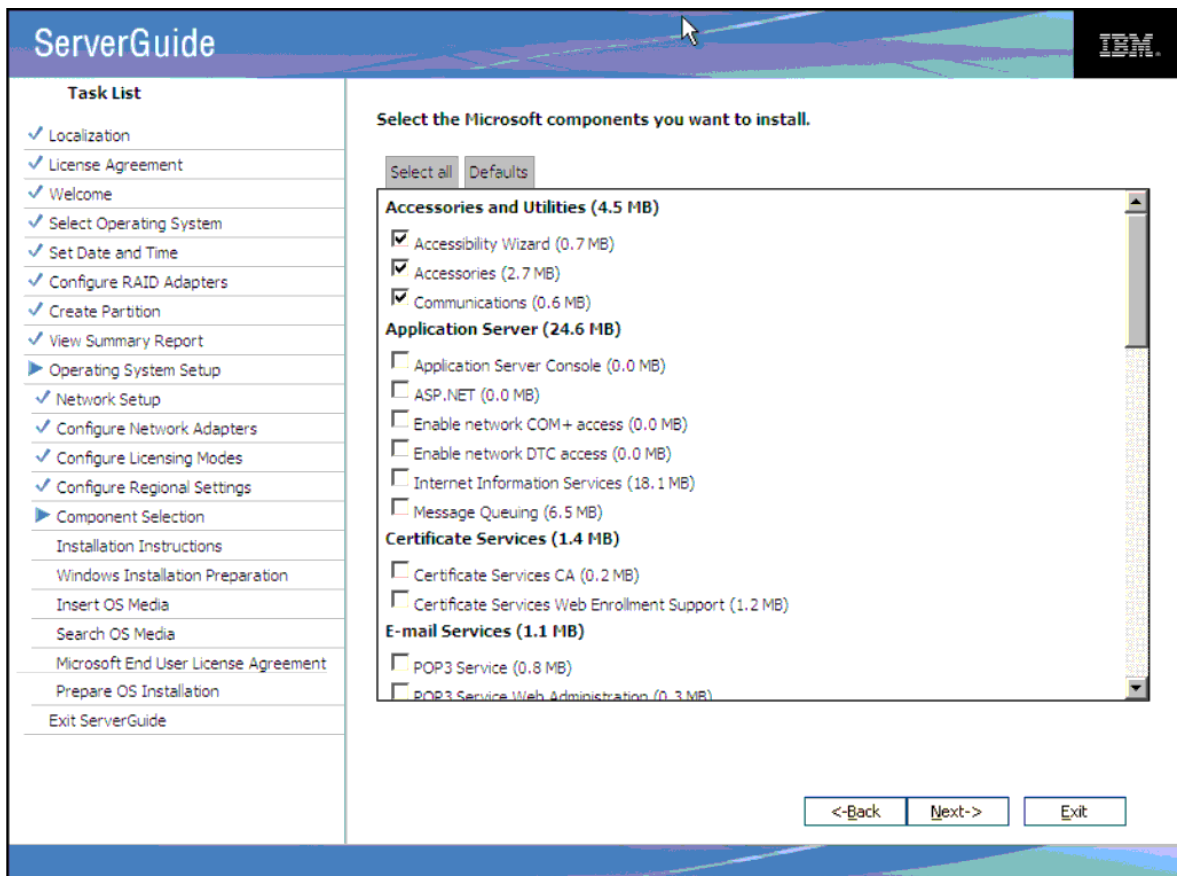 ServerGuide
IBM.
Task List
Localization
License Agreement
Welcome
Select Operating System
Set Date and Time
Configure RAID Adapters
Create Partition
View Summary Report
Operating System Setup
Network Setup
Configure Network Adapters
Configure Licensing Modes
Configure Regional Settings
Component Selection
Installation Instructions
Windows Installation Preparation
Insert OS Media
Search OS Media
Microsoft End User License Agreement
Prepare OS Installation
Exit ServerGuide
Select the Microsoft components you want to install.
Select all Defaults
Accessories and Utilities (4.5 MB)
Accessibility Wizard (0.7 MB)
Accessories (2.7 MB)
Communications (0.6 MB)
Application Server (24.6 MB)
Application Server Console (0.0 MB)
ASP.NET (0.0 MB)
Enable network COM+ access (0.0 MB)
Enable network DTC access (0.0 MB)
Internet Information Services (18.1 MB)
Message Queuing (6.5 MB)
Certificate Services (1.4 MB)
Certificate Services CA (0.2 MB)
Certificate Services Web Enrollment Support (1.2 MB)
E-mail Services (1.1 MB)
POP3 Service (0.8 MB)
POP3 Service Web Administration (0.3 MB)
<-Back Next-> Exit